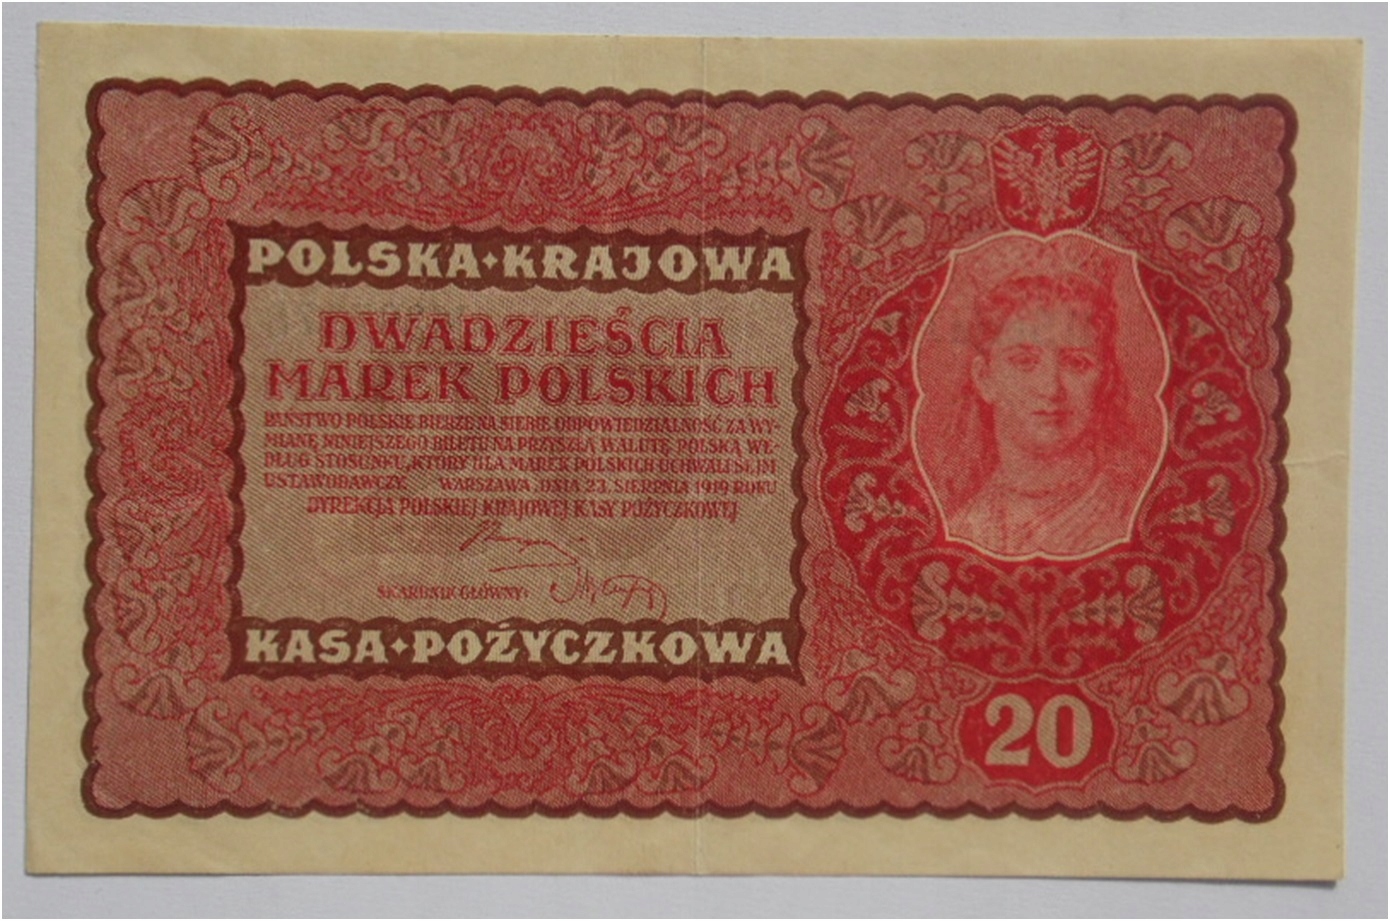 POLSKA • KRAJOWA
DWADZIEŚCIA
MAREK POLSKICH
PAŃSTWO POLSKIE BIERZE NA SIEBIE ODPOWIEDZIALNOŚĆ ZA WY-
MIANĘ NINIEJSZEGO BILETU NA PRZYSZŁĄ WALUTĘ POLSKĄ WE-
DŁUG STOSUNKU, KTÓRY DLA MAREK POLSKICH UCHWALI SEJM
USTAWODAWCZY. WARSZAWA, DNIA 23. SIERPNIA 1919 ROKU
DYREKCJA POLSKIEJ KRAJOWEJ KASY POŻYCZKOWEJ
SKARBNIK GŁÓWNY:
KASA • POŻYCZKOWA
20